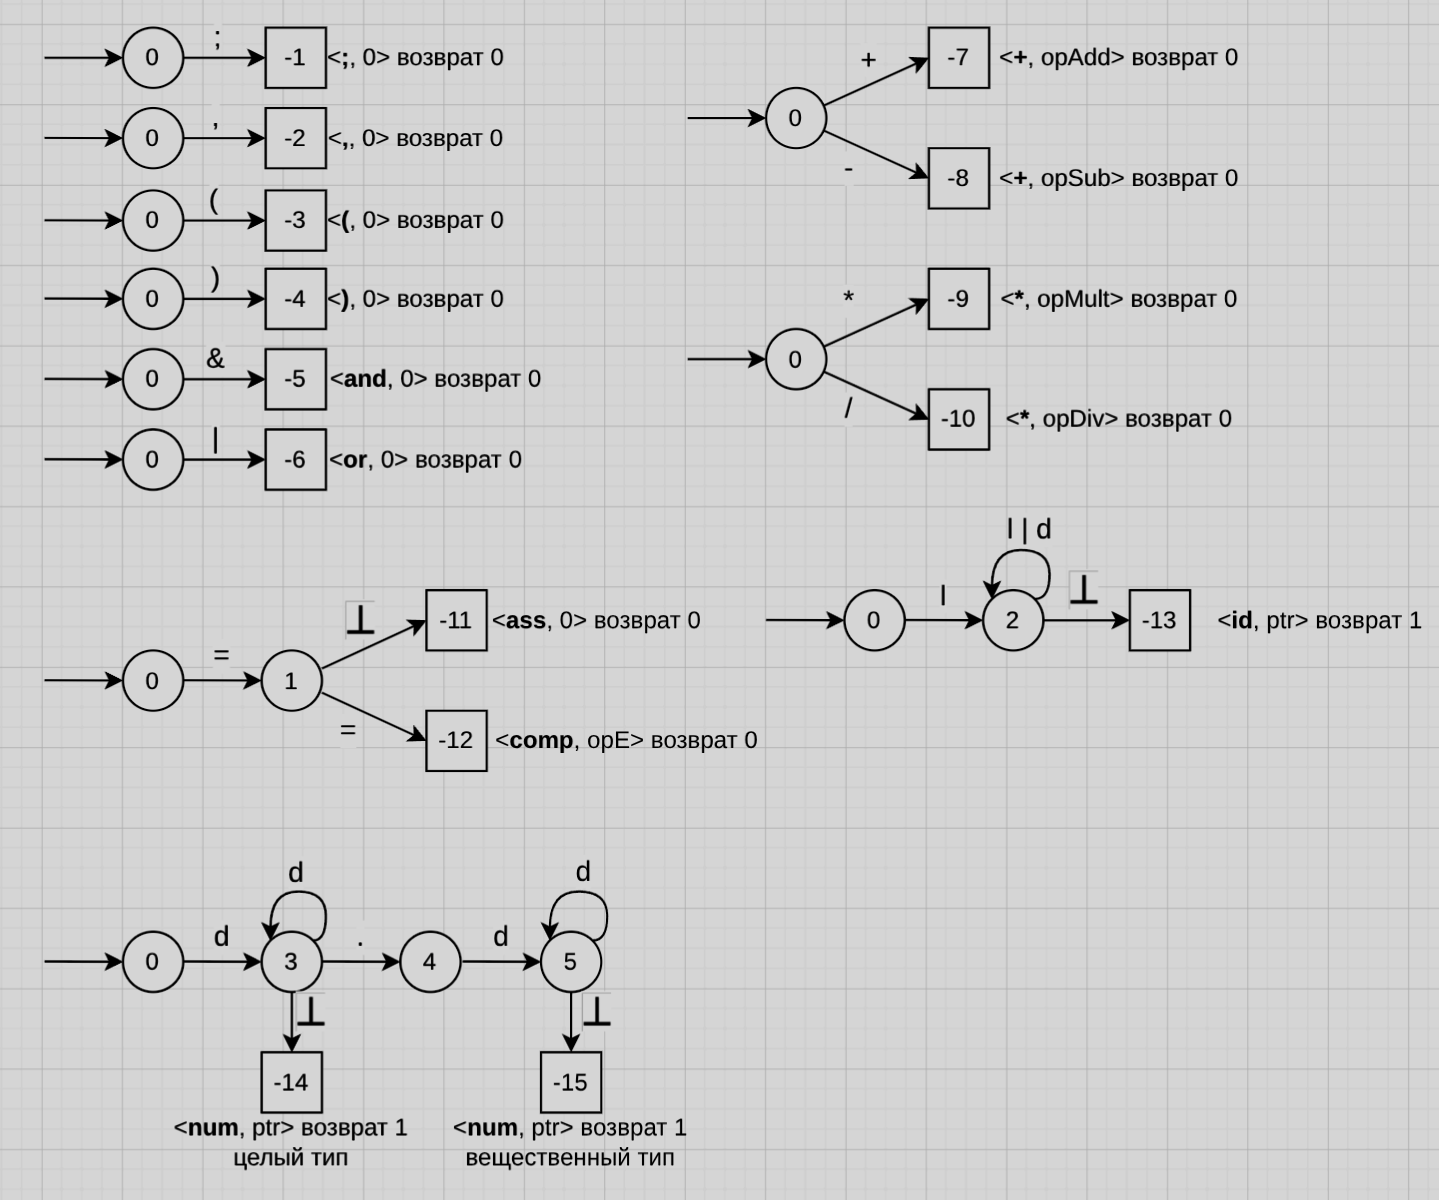 ;
0 -1 <;, 0> возврат 0
,
0 -2 <,, 0> возврат 0
(
0 -3 <(, 0> возврат 0
)
0 -4 <), 0> возврат 0
&
0 -5 <and, 0> возврат 0
|
0 -6 <or, 0> возврат 0
+
-7 <+, opAdd> возврат 0
0
-
-8 <+, opSub> возврат 0
*
-9 <*, opMult> возврат 0
0
/
-10 <*, opDiv> возврат 0
⊥
-11 <ass, 0> возврат 0
=
0 1
=
-12 <comp, opE> возврат 0
l | d
l ⊥
0 2 -13 <id, ptr> возврат 1
d d
d . d
0 3 4 5
⊥ ⊥
-14 -15
<num, ptr> возврат 1
целый тип
<num, ptr> возврат 1
вещественный тип